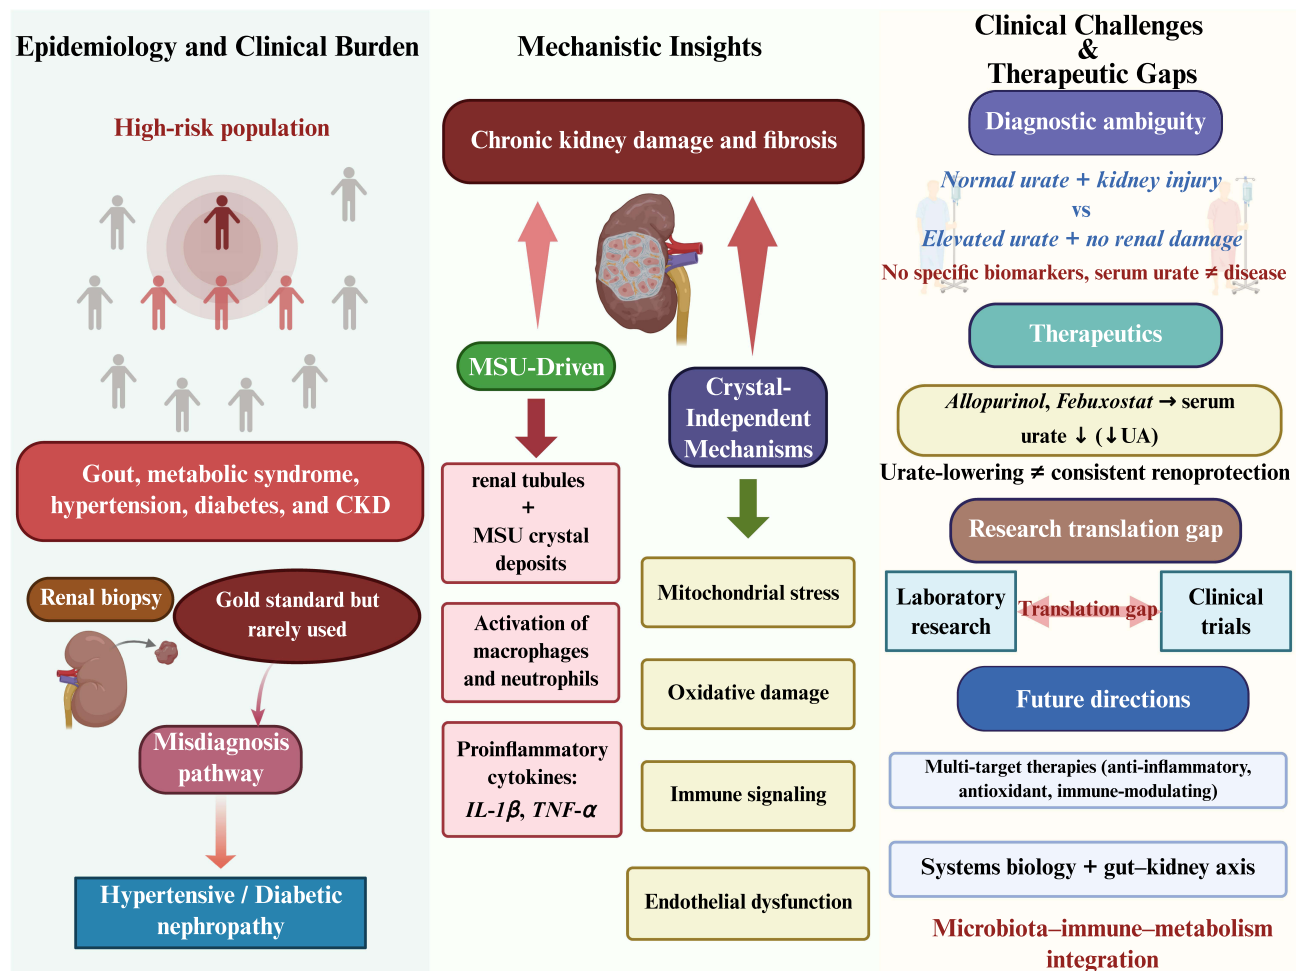 Epidemiology and Clinical Burden
High-risk population
Gout, metabolic syndrome,
hypertension, diabetes, and CKD
Renal biopsy
Gold standard but
rarely used
Misdiagnosis
pathway
Hypertensive / Diabetic
nephropathy
Mechanistic Insights
Chronic kidney damage and fibrosis
MSU-Driven
renal tubules
+
MSU crystal
deposits
Activation of
macrophages
and neutrophils
Proinflammatory
cytokines:
IL-1β, TNF-α
Crystal-
Independent
Mechanisms
Mitochondrial stress
Oxidative damage
Immune signaling
Endothelial dysfunction
Clinical Challenges
&
Therapeutic Gaps
Diagnostic ambiguity
Normal urate + kidney injury
vs
Elevated urate + no renal damage
No specific biomarkers, serum urate ≠ disease
Therapeutics
Allopurinol, Febuxostat → serum
urate ↓ (↓UA)
Urate-lowering ≠ consistent renoprotection
Research translation gap
Laboratory
research
Translation gap
Clinical
trials
Future directions
Multi-target therapies (anti-inflammatory,
antioxidant, immune-modulating)
Systems biology + gut–kidney axis
Microbiota–immune–metabolism
integration